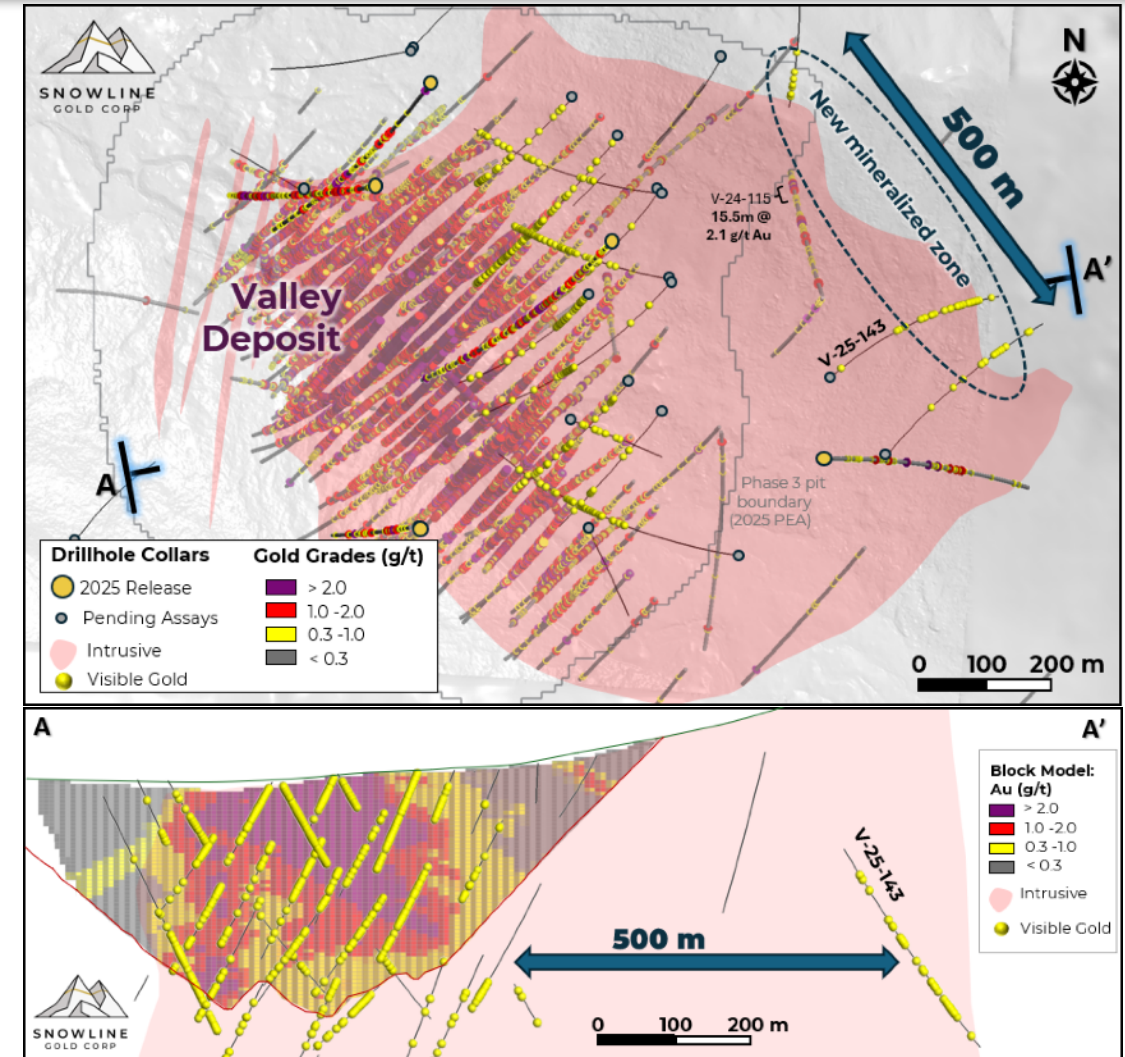 SNOWLINE
GOLD CORP
N
500 m
New mineralized zone
V-24-115
15.5m @
2.1 g/t Au
A’
Valley
Deposit
V-25-143
A
Phase 3 pit
boundary
(2025 PEA)
Drillhole Collars
2025 Release
Pending Assays
Intrusive
Visible Gold
Gold Grades (g/t)
> 2.0
1.0 -2.0
0.3 -1.0
< 0.3
0 100 200 m
A
A’
Block Model:
Au (g/t)
> 2.0
1.0 -2.0
0.3 -1.0
< 0.3
Intrusive
Visible Gold
V-25-143
500 m
0 100 200 m
SNOWLINE
GOLD CORP